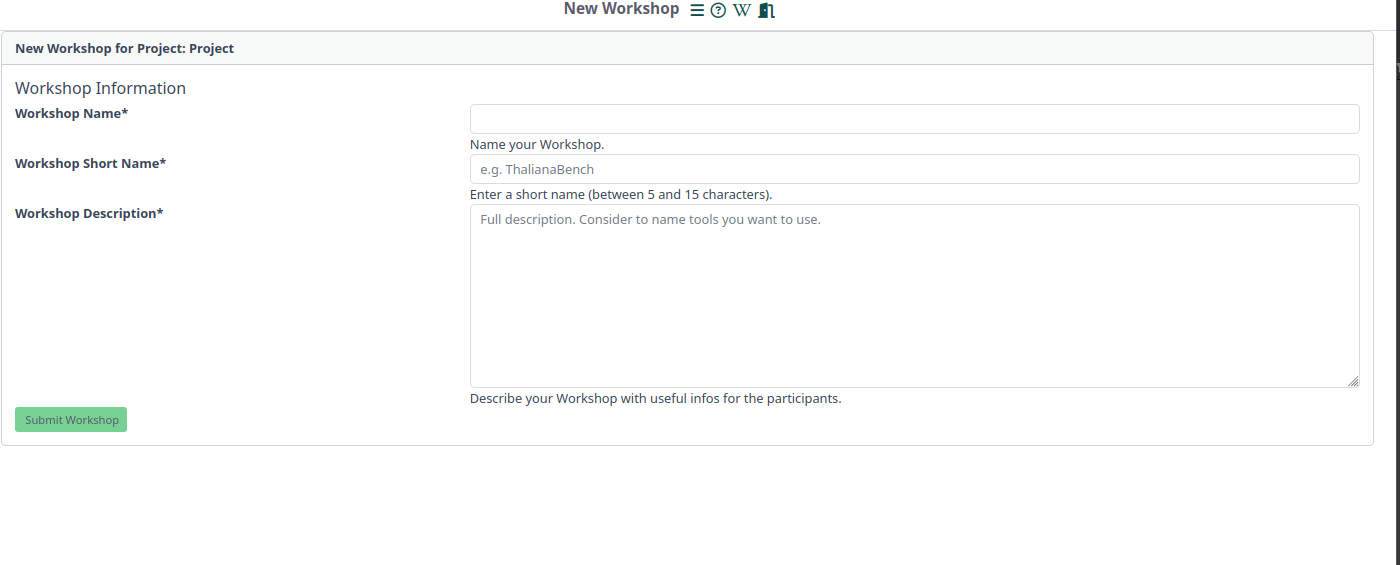 New Workshop
New Workshop for Project: Project
Workshop Information
Workshop Name*
Name your Workshop.
Workshop Short Name*
e.g. ThalianaBench
Enter a short name (between 5 and 15 characters).
Workshop Description*
Full description. Consider to name tools you want to use.
Describe your Workshop with useful infos for the participants.
Submit Workshop